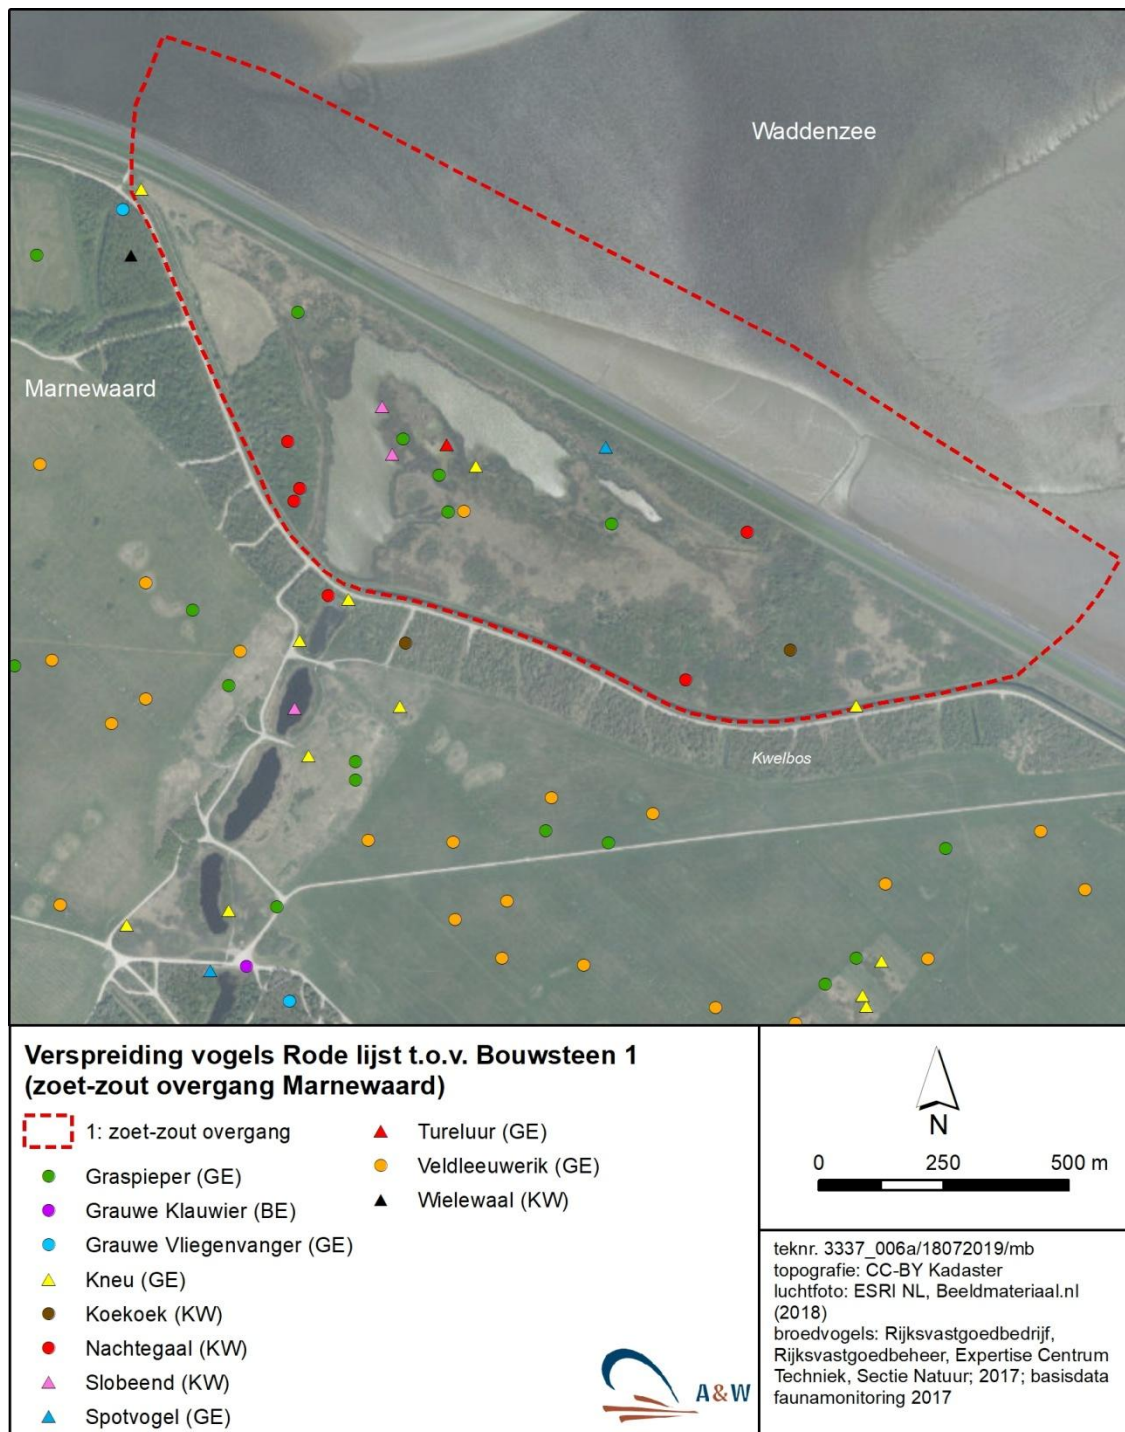 Waddenzee
Marnewaard
Kwelbos
Verspreiding vogels Rode lijst t.o.v. Bouwsteen 1
(zoet-zout overgang Marnewaard)
1: zoet-zout overgang
Graspieper (GE)
Grauwe Klauwier (BE)
Grauwe Vliegenvanger (GE)
Kneu (GE)
Koekoek (KW)
Nachtegaal (KW)
Slobeend (KW)
Spotvogel (GE)
Tureluur (GE)
Veldleeuwerik (GE)
Wielewaal (KW)
A&W
N
0 250 500 m
teknr. 3337_006a/18072019/mb
topografie: CC-BY Kadaster
luchtfoto: ESRI NL, Beeldmateriaal.nl
(2018)
broedvogels: Rijksvastgoedbedrijf,
Rijksvastgoedbeheer, Expertise Centrum
Techniek, Sectie Natuur; 2017; basisdata
faunamonitoring 2017